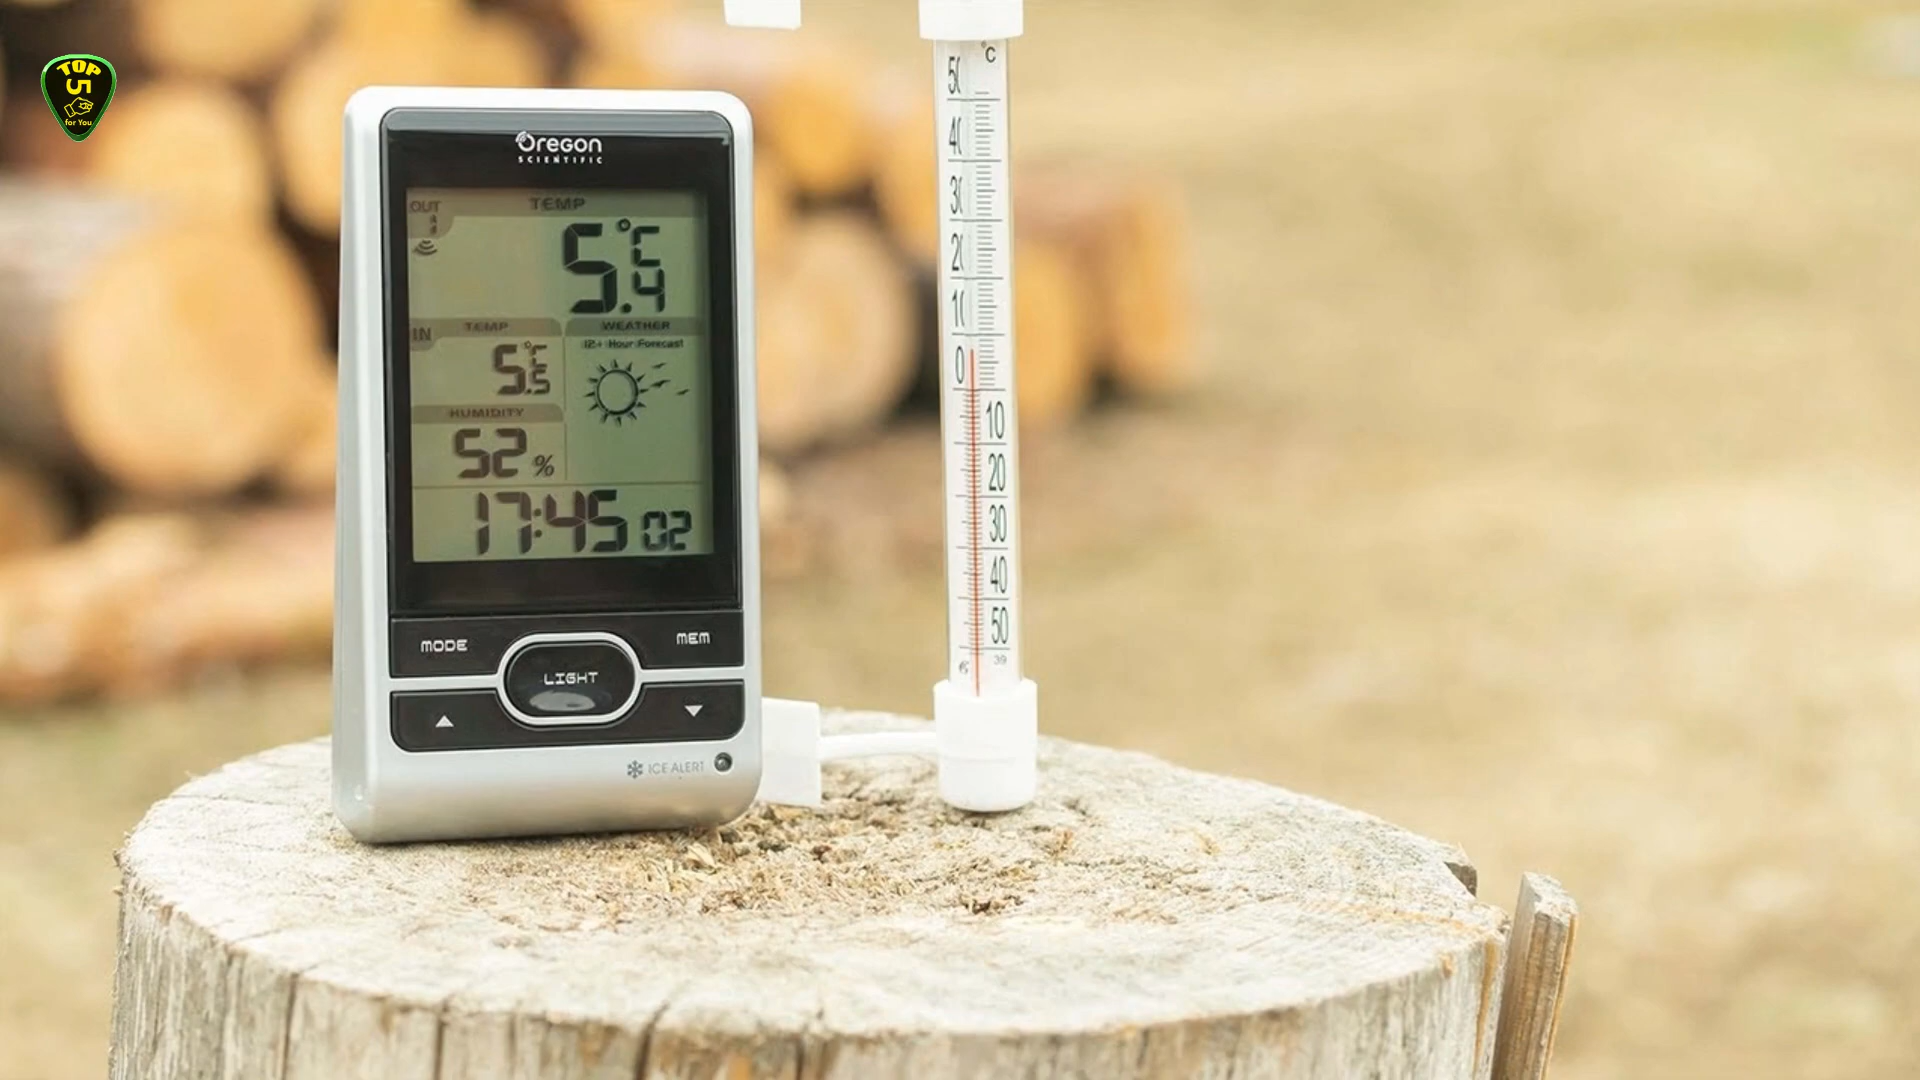 TOP
5
for You
Oregon
SCIENTIFIC
OUT
TEMP
5.4 °C
IN
TEMP
5.5 °C
WEATHER
12+ Hour Forecast
HUMIDITY
52 %
17:45 02
MODE
MEM
LIGHT
ICE ALERT
°C
50
40
30
20
10
0
10
20
30
40
50
39